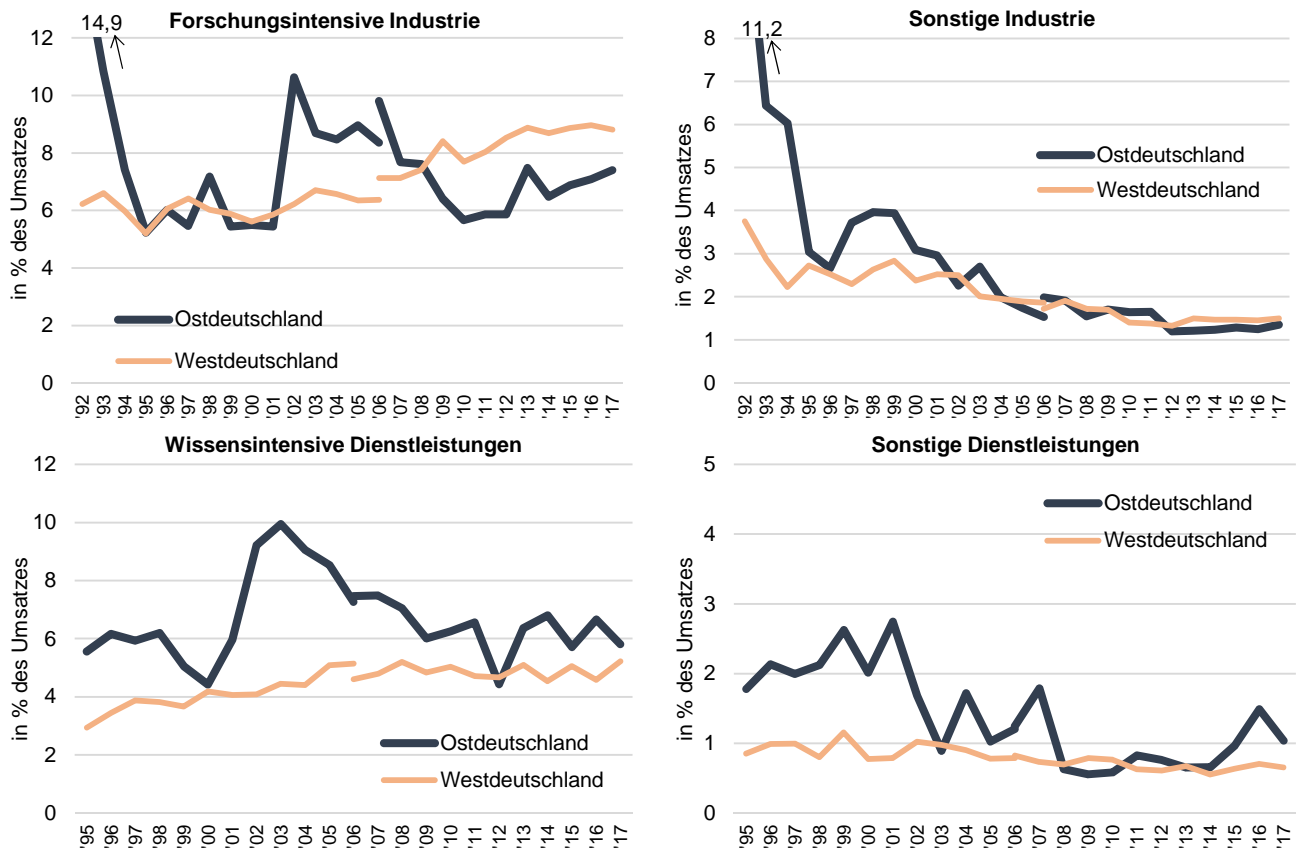 Forschungsintensive Industrie
14,9
in % des Umsatzes
12
10
8
6
4
2
0
Ostdeutschland
Westdeutschland
'92 '93 '94 '95 '96 '97 '98 '99 '00 '01 '02 '03 '04 '05 '06 '07 '08 '09 '10 '11 '12 '13 '14 '15 '16 '17
Sonstige Industrie
11,2
in % des Umsatzes
8
7
6
5
4
3
2
1
0
Ostdeutschland
Westdeutschland
'92 '93 '94 '95 '96 '97 '98 '99 '00 '01 '02 '03 '04 '05 '06 '07 '08 '09 '10 '11 '12 '13 '14 '15 '16 '17
Wissensintensive Dienstleistungen
in % des Umsatzes
12
10
8
6
4
2
0
Ostdeutschland
Westdeutschland
'95 '96 '97 '98 '99 '00 '01 '02 '03 '04 '05 '06 '07 '08 '09 '10 '11 '12 '13 '14 '15 '16 '17
Sonstige Dienstleistungen
in % des Umsatzes
5
4
3
2
1
0
Ostdeutschland
Westdeutschland
'95 '96 '97 '98 '99 '00 '01 '02 '03 '04 '05 '06 '07 '08 '09 '10 '11 '12 '13 '14 '15 '16 '17